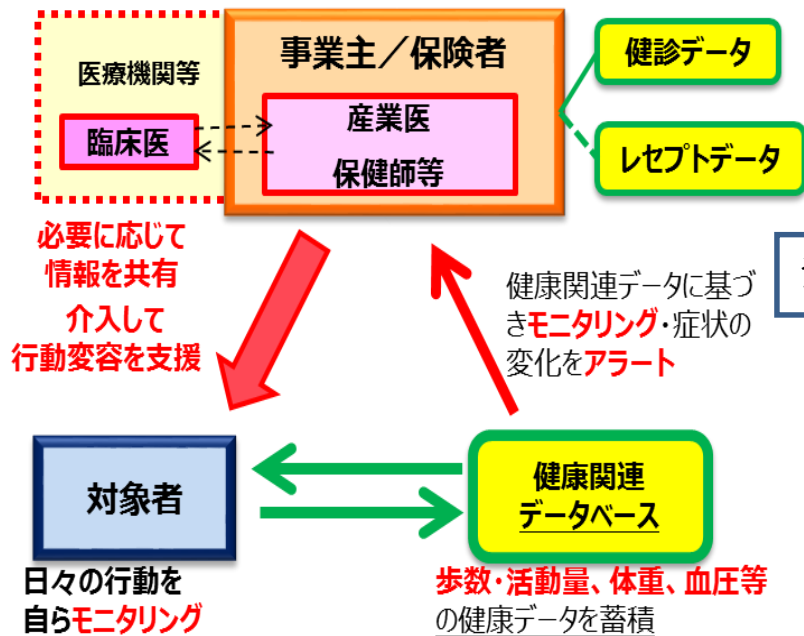 医療機関等
臨床医
事業主／保険者
産業医
保健師等
健診データ
レセプトデータ
必要に応じて
情報を共有
介入して
行動変容を支援
健康関連データに基づ
きモニタリング・症状の
変化をアラート
対象者
健康関連
データベース
日々の行動を
自らモニタリング
歩数・活動量、体重、血圧等
の健康データを蓄積